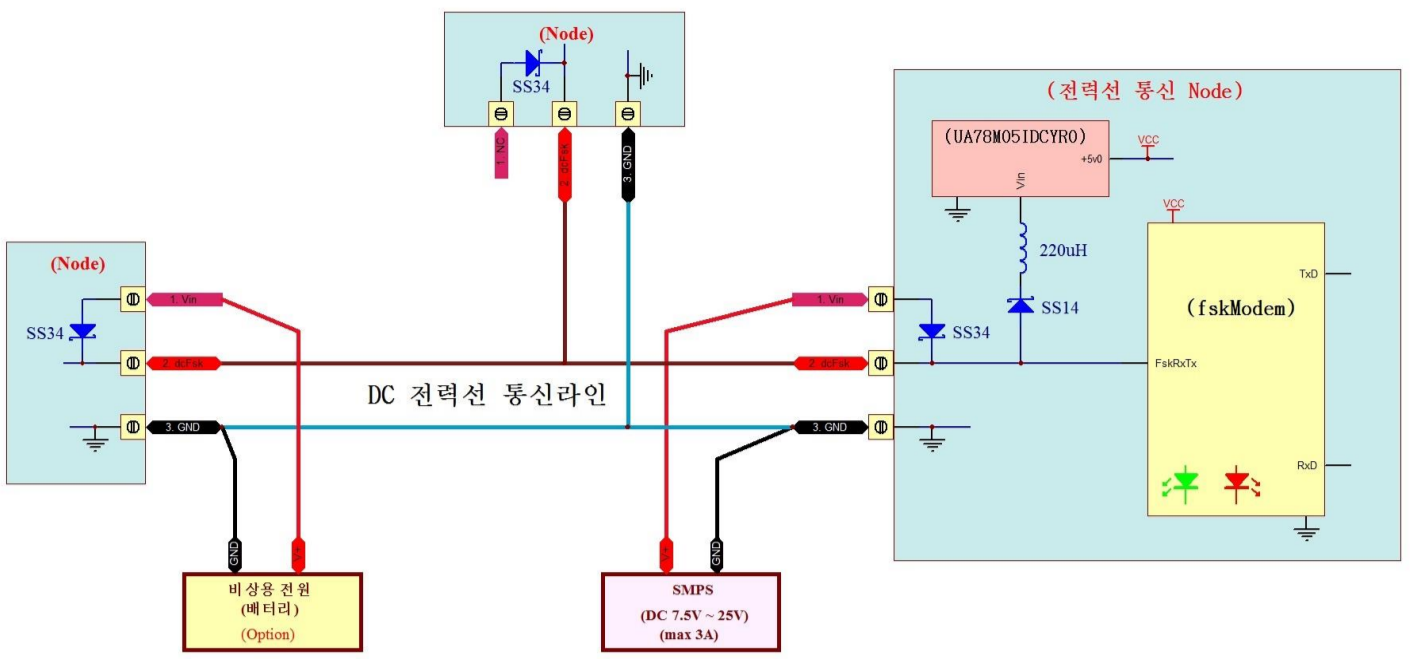 (Node)
SS34
1. NC
2. dcFsk
3. GND
(전력선 통신 Node)
(UA78M05IDCYRO)
+5v0
VCC
Vin
220uH
SS14
VCC
TxD
(fskModem)
FskRxTx
RxD
(Node)
SS34
1. Vin
2. dcFsk
3. GND
1. Vin
SS34
2. dcFsk
3. GND
DC 전력선 통신라인
GND
V+
V+
GND
비상용 전원
(배터리)
(Option)
SMPS
(DC 7.5V ~ 25V)
(max 3A)